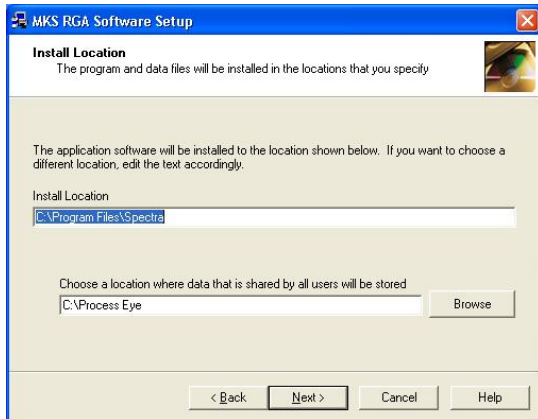 MKS RGA Software Setup
Install Location
The program and data files will be installed in the locations that you specify
The application software will be installed to the location shown below. If you want to choose a
different location, edit the text accordingly.
Install Location
C:\Program Files\Spectra
Choose a location where data that is shared by all users will be stored
C:\Process Eye
Browse
< Back
Next >
Cancel
Help